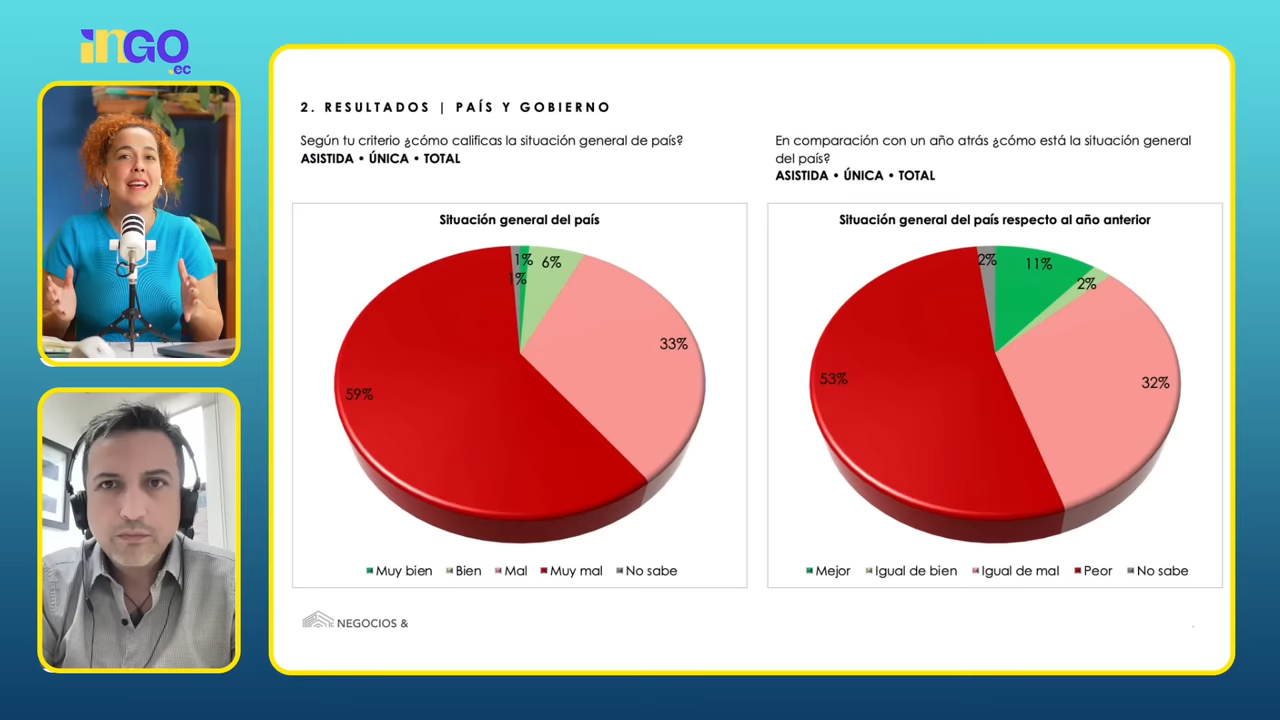 inGO
.ec
2. RESULTADOS | PAÍS Y GOBIERNO
Según tu criterio ¿cómo calificas la situación general de país?
ASISTIDA • ÚNICA • TOTAL
En comparación con un año atrás ¿cómo está la situación general
del país?
ASISTIDA • ÚNICA • TOTAL
Situación general del país
1% 6%
1%
33%
59%
Muy bien Bien Mal Muy mal No sabe
Situación general del país respecto al año anterior
2% 11%
2%
53%
32%
Mejor Igual de bien Igual de mal Peor No sabe
NEGOCIOS &